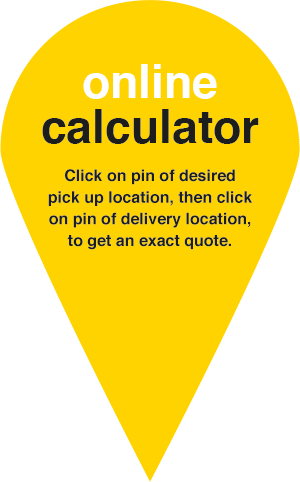 online
calculator
Click on pin of desired
pick up location, then click
on pin of delivery location,
to get an exact quote.